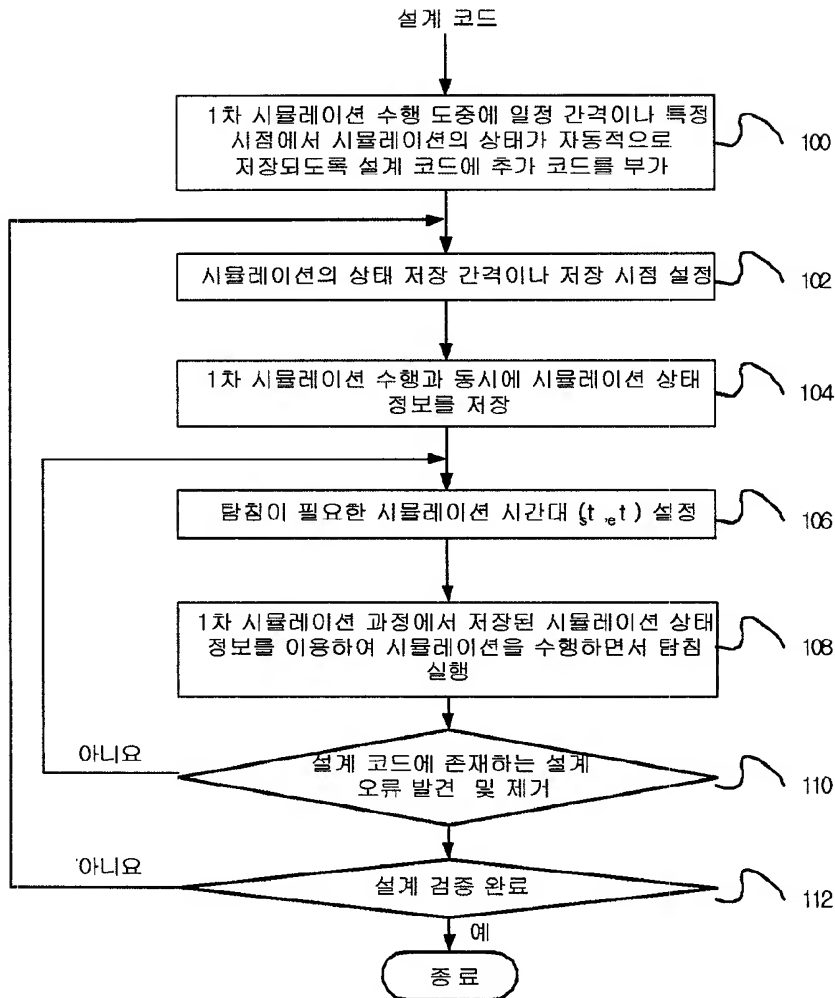 설계 코드
1차 시뮬레이션 수행 도중에 일정 간격이나 특정
시점에서 시뮬레이션의 상태가 자동적으로
저장되도록 설계 코드에 추가 코드를 부가
100
시뮬레이션의 상태 저장 간격이나 저장 시점 설정
102
1차 시뮬레이션 수행과 동시에 시뮬레이션 상태
정보를 저장
104
탐침이 필요한 시뮬레이션 시간대 (st ,et ) 설정
106
1차 시뮬레이션 과정에서 저장된 시뮬레이션 상태
정보를 이용하여 시뮬레이션을 수행하면서 탐침
실행
108
아니요
설계 코드에 존재하는 설계
오류 발견 및 제거
110
아니요
설계 검증 완료
112
예
종료